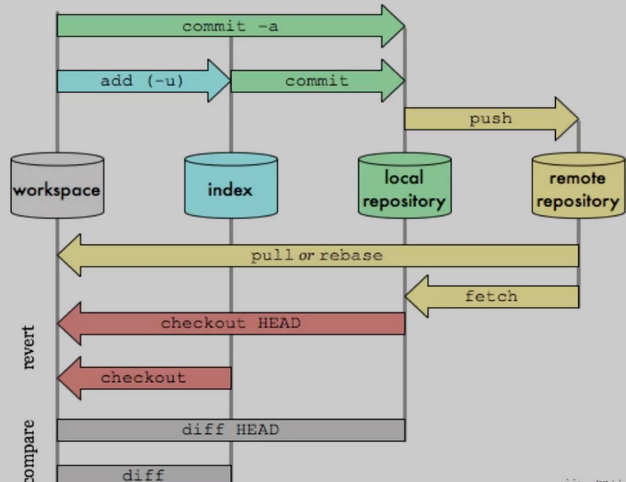 commit -a
add (-u)
commit
push
workspace
index
local
repository
remote
repository
pull or rebase
fetch
revert
checkout HEAD
checkout
compare
diff HEAD
diff